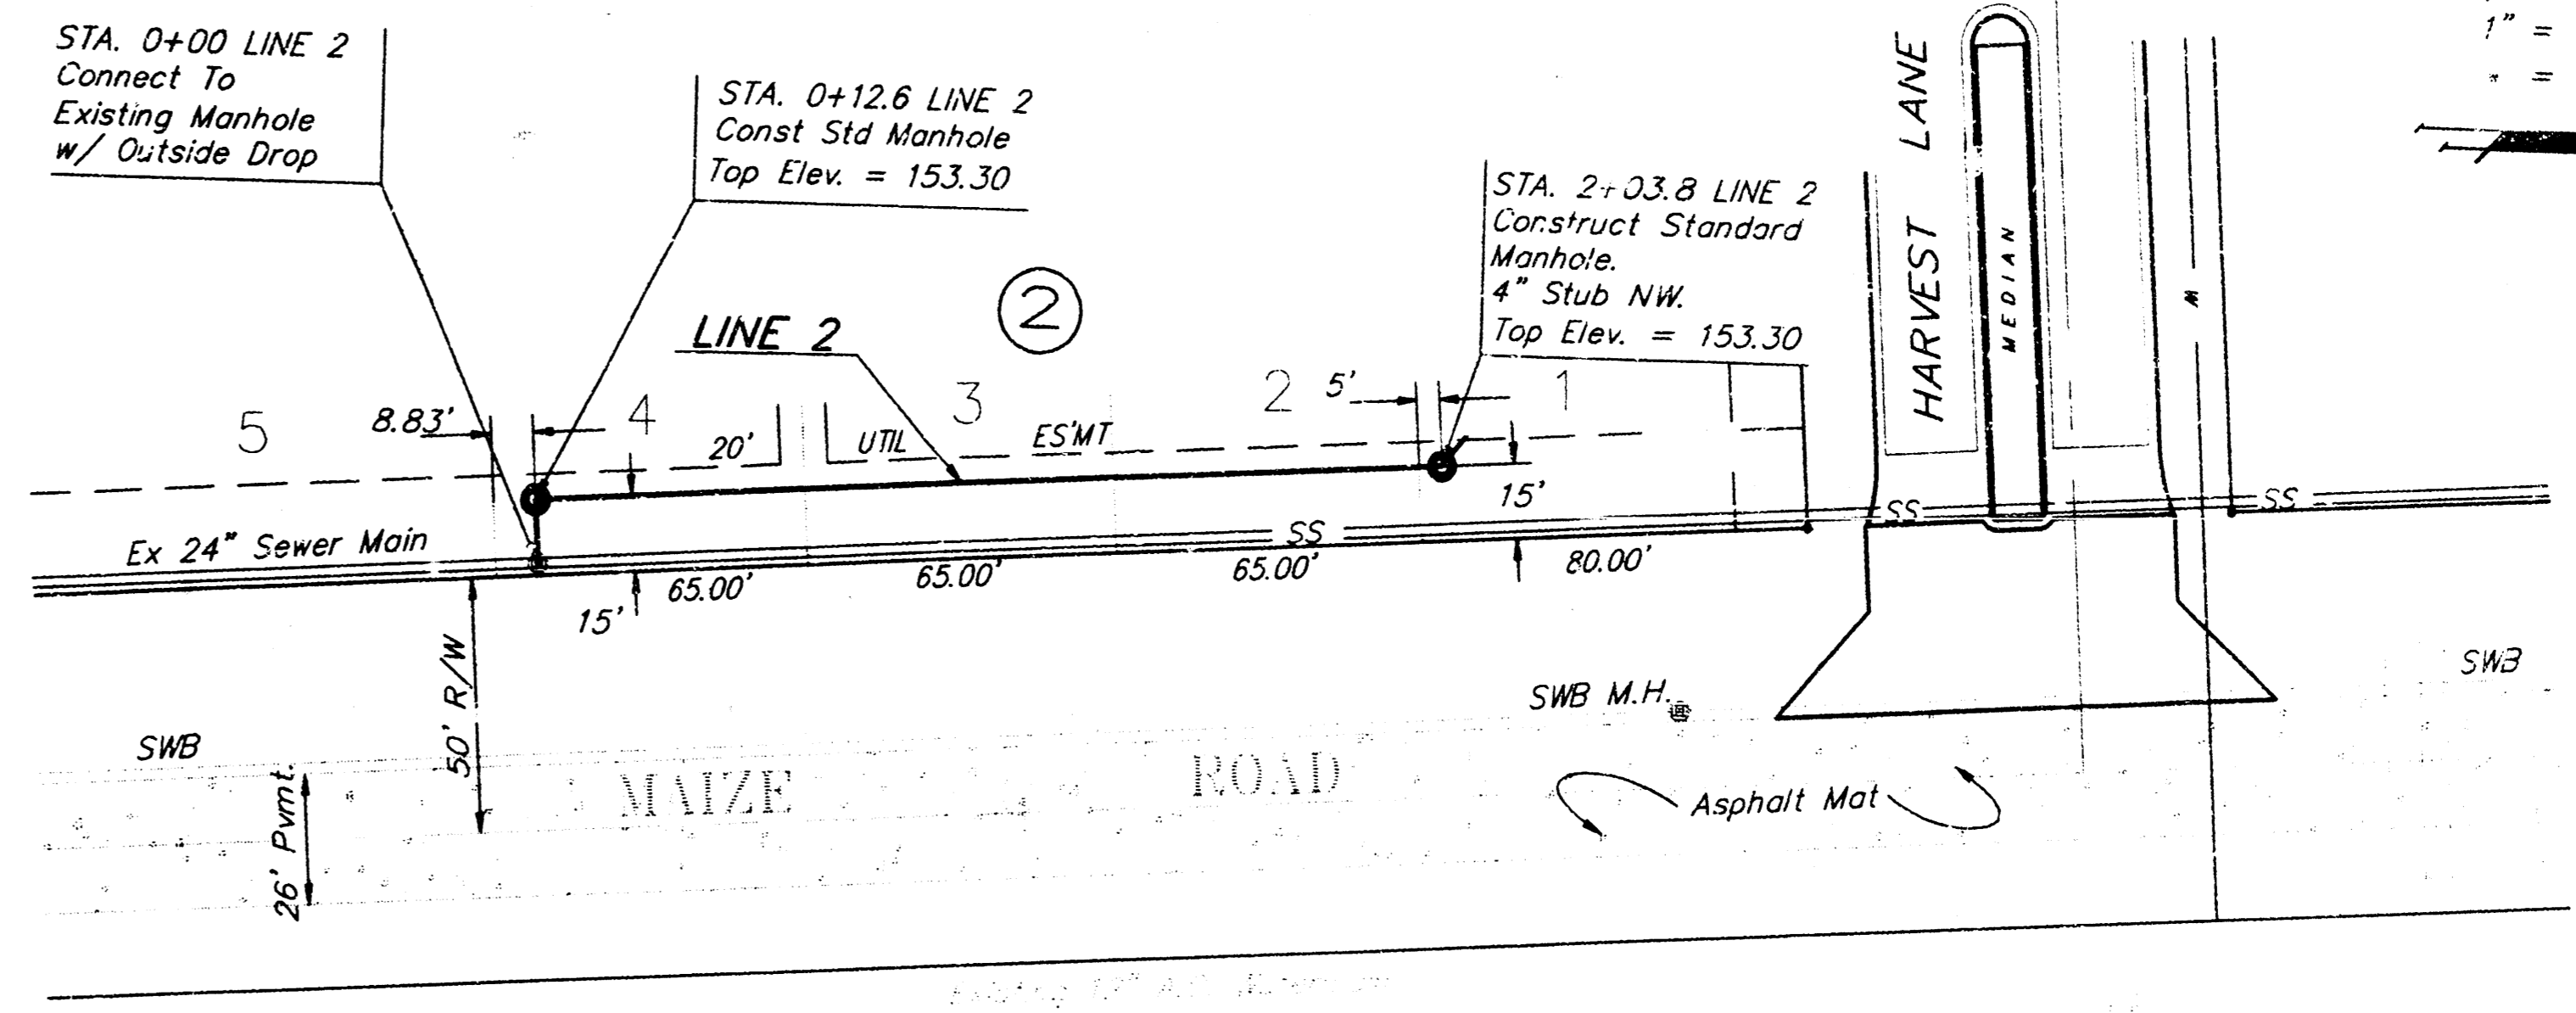 STA. 0+00 LINE 2
Connect To
Existing Manhole
w/ Outside Drop
STA. 0+12.6 LINE 2
Const Std Manhole
Top Elev. = 153.30
STA. 2+03.8 LINE 2
Construct Standard
Manhole.
4" Stub NW.
Top Elev. = 153.30
HARVEST LANE
MEDIAN
W
1" =
" =
LINE 2
2
5
8.83'
4
20'
UTIL
3
ES'MT
2
5'
1
15'
Ex 24" Sewer Main
SS
SS
SS
15'
65.00'
65.00'
65.00'
80.00'
50' R/W
SWB
26' Pvmt.
MAIZE ROAD
SWB M.H.
Asphalt Mat
SWB